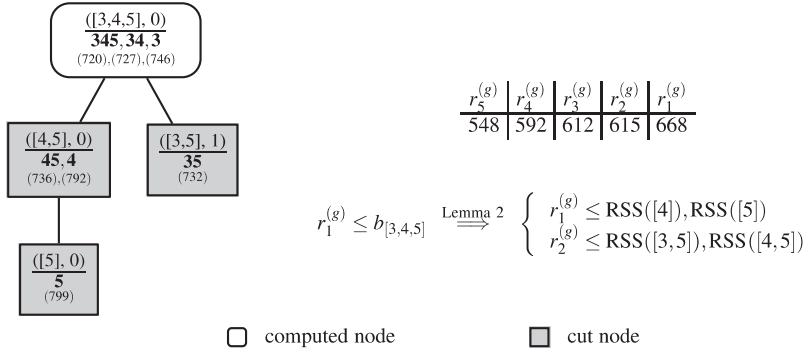 ([3,4,5], 0)
345,34,3
(720),(727),(746)
([4,5], 0)
45,4
(736),(792)
([3,5], 1)
35
(732)
([5], 0)
5
(799)
r_5^{(g)} r_4^{(g)} r_3^{(g)} r_2^{(g)} r_1^{(g)}
548 592 612 615 668
r_1^{(g)} ≤ b_{[3,4,5]} Lemma 2 ⟹ { r_1^{(g)} ≤ RSS([4]),RSS([5])
r_2^{(g)} ≤ RSS([3,5]),RSS([4,5])
computed node cut node